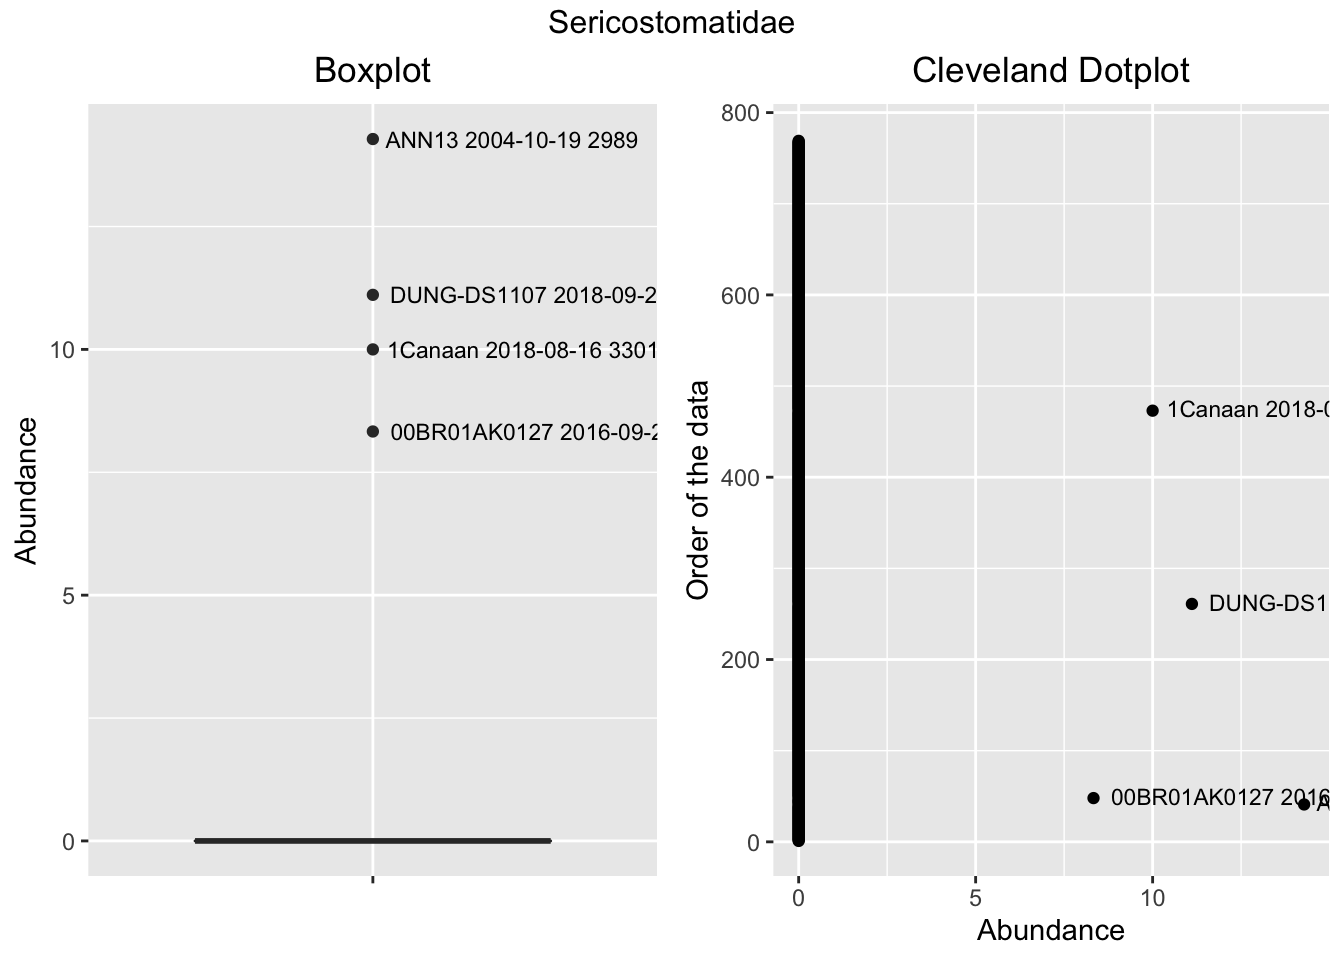 Sericostomatidae
Boxplot
Abundance
10
5
0
ANN13 2004-10-19 2989
DUNG-DS1107 2018-09-2
1Canaan 2018-08-16 3301
00BR01AK0127 2016-09-2
Cleveland Dotplot
Order of the data
800
600
400
200
0
1Canaan 2018-0
DUNG-DS1
00BR01AK0127 2016
A
0 5 10
Abundance